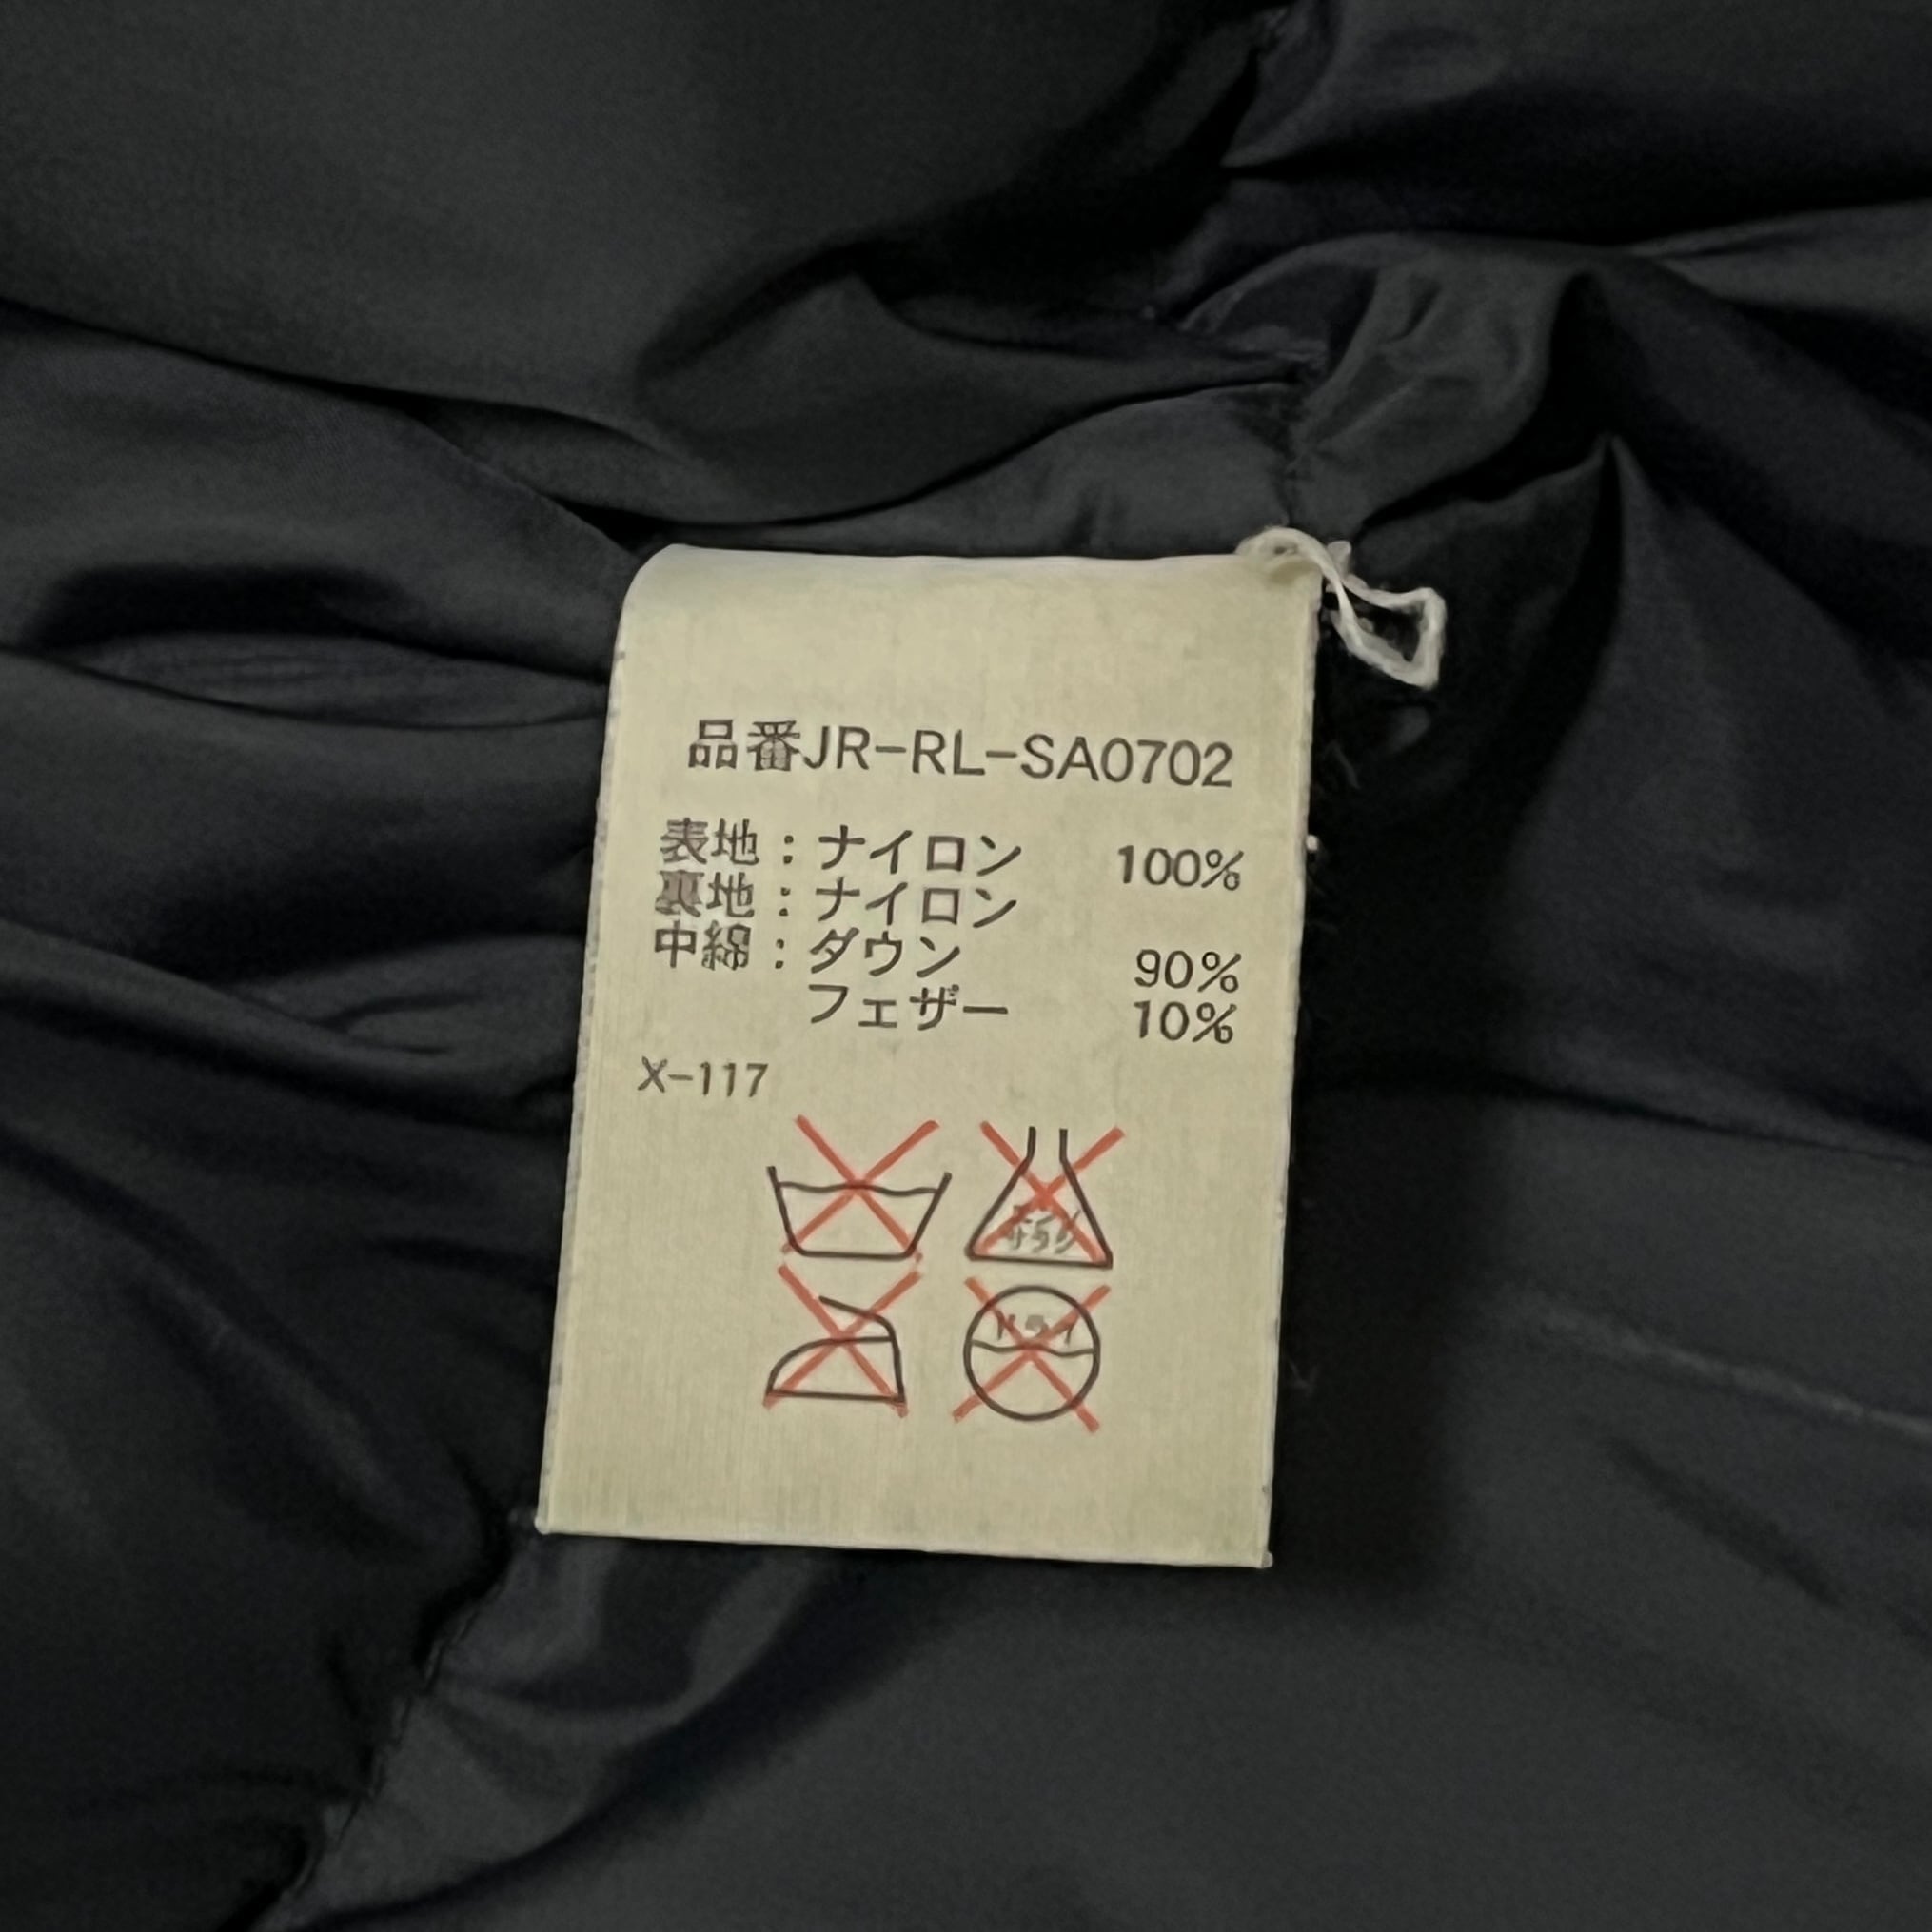 品番JR-RL-SA0702
表地：ナイロン 100%
裏地：ナイロン
中綿：ダウン 90%
フェザー 10%
X-117